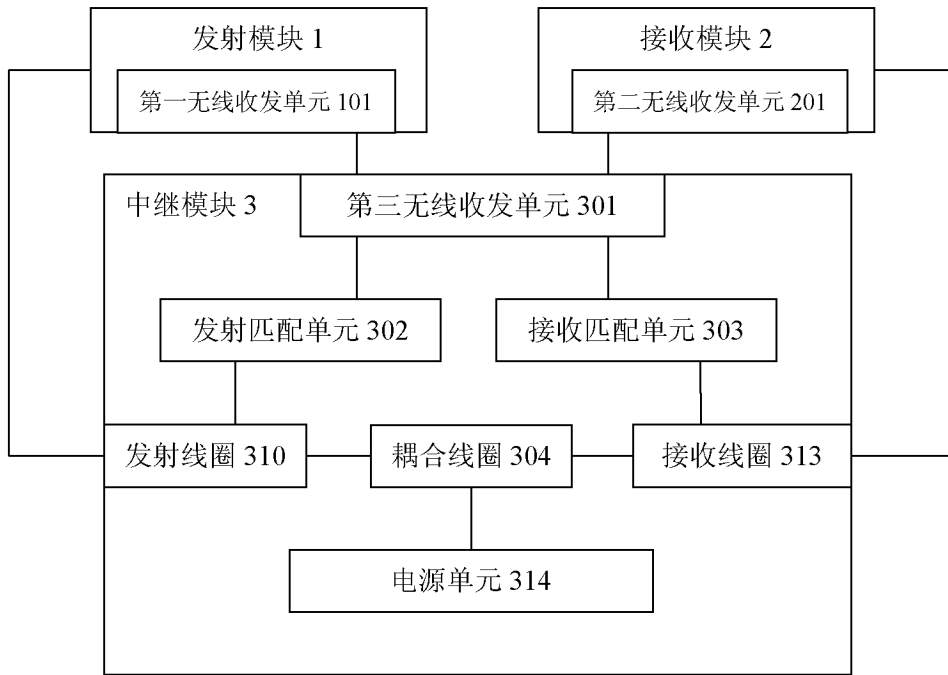 发射模块 1
接收模块 2
第一无线收发单元 101
第二无线收发单元 201
中继模块 3
第三无线收发单元 301
发射匹配单元 302
接收匹配单元 303
发射线圈 310
耦合线圈 304
接收线圈 313
电源单元 314